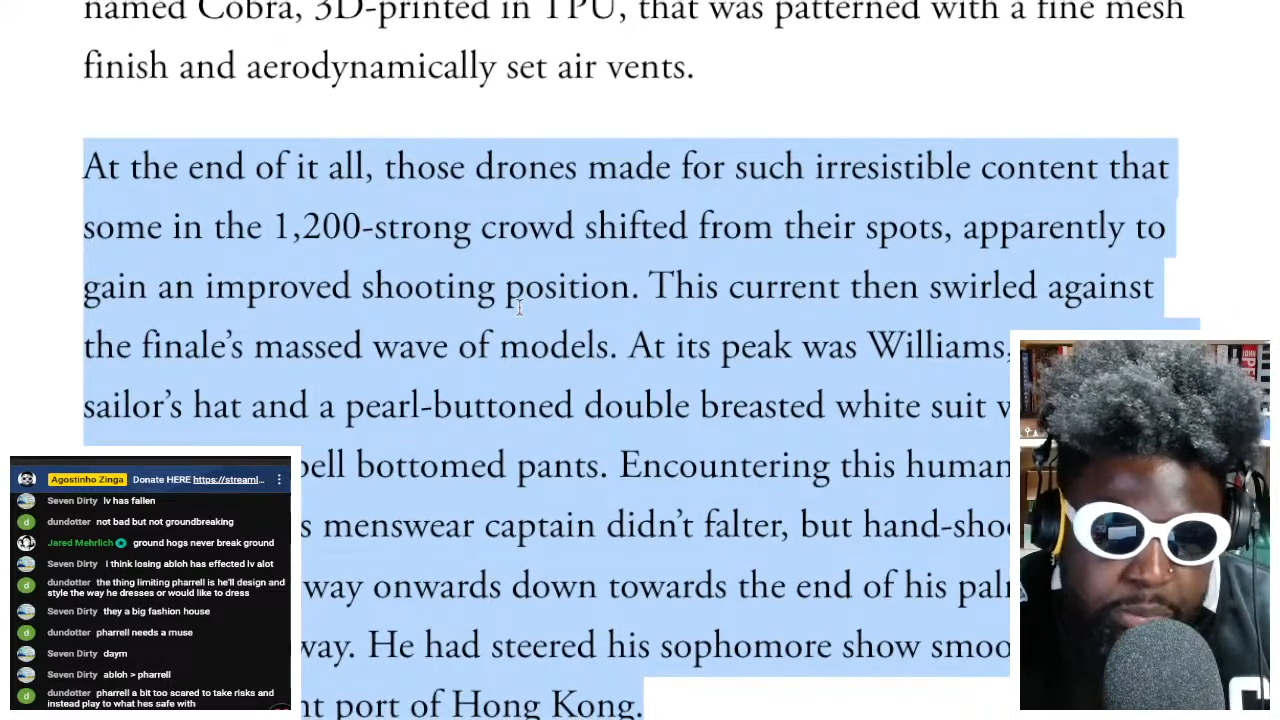 named Cobra, 3D-printed in TPU, that was patterned with a fine mesh
finish and aerodynamically set air vents.
At the end of it all, those drones made for such irresistible content that
some in the 1,200-strong crowd shifted from their spots, apparently to
gain an improved shooting position. This current then swirled against
the finale’s massed wave of models. At its peak was Williams,
sailor’s hat and a pearl-buttoned double breasted white suit w
bell bottomed pants. Encountering this human
s menswear captain didn’t falter, but hand-shoo
way onwards down towards the end of his palm
way. He had steered his sophomore show smoo
nt port of Hong Kong.
Agostinho Zinga Donate HERE https://streaml...
Seven Dirty lv has fallen
dundotter not bad but not groundbreaking
Jared Mehrlich ground hogs never break ground
Seven Dirty i think losing abloh has effected lv alot
dundotter the thing limiting pharrell is he'll design and
style the way he dresses or would like to dress
Seven Dirty they a big fashion house
dundotter pharrell needs a muse
Seven Dirty daym
Seven Dirty abloh > pharrell
dundotter pharrell a bit too scared to take risks and
instead play to what hes safe with